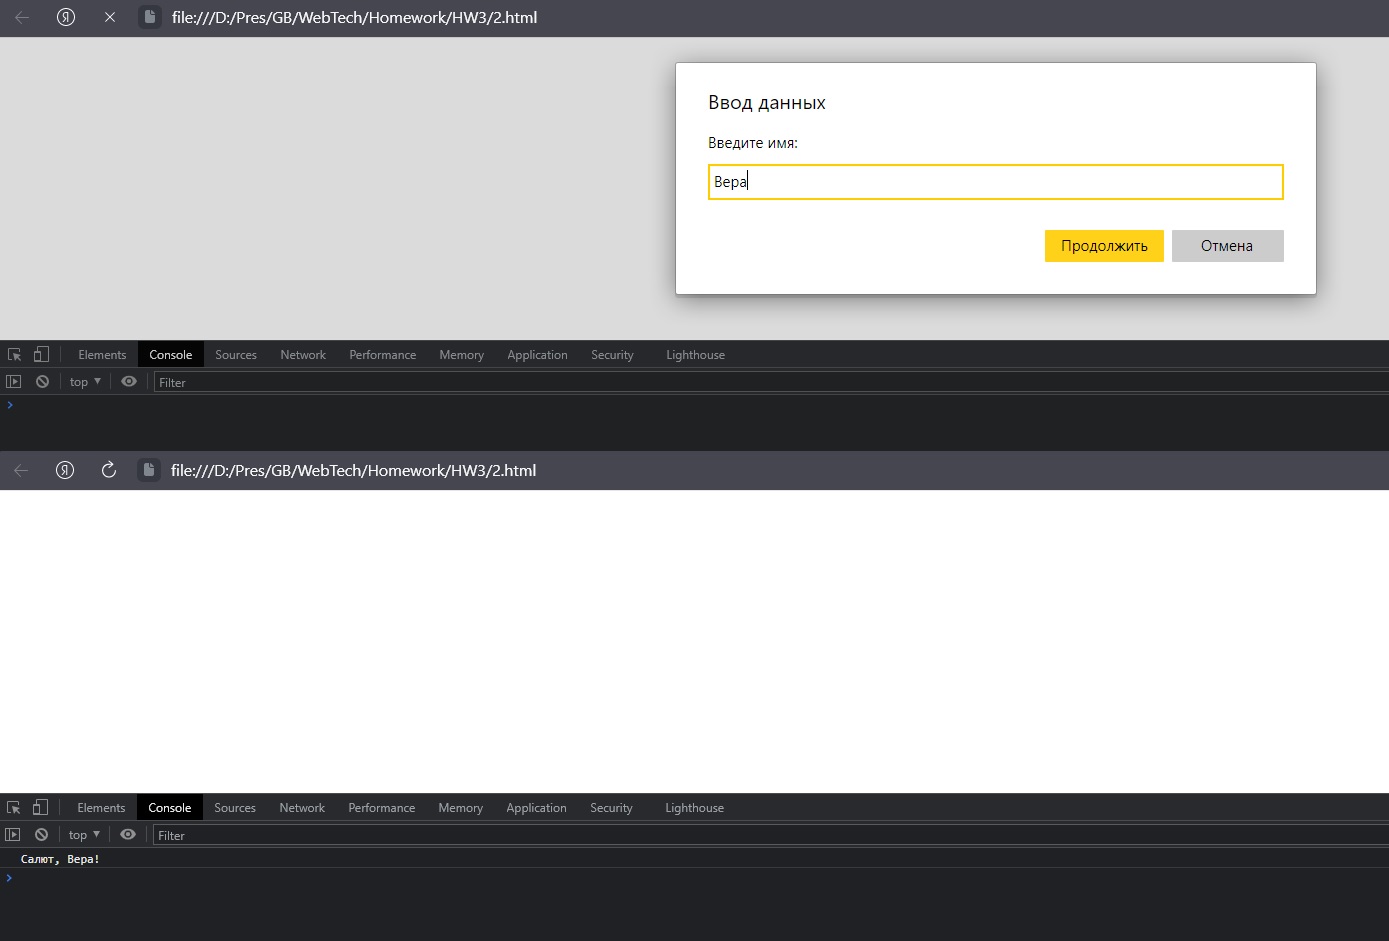 Я file:///D:/Pres/GB/WebTech/Homework/HW3/2.html
Ввод данных
Введите имя:
Вера
Продолжить Отмена
Elements Console Sources Network Performance Memory Application Security Lighthouse
top Filter
Я file:///D:/Pres/GB/WebTech/Homework/HW3/2.html
Elements Console Sources Network Performance Memory Application Security Lighthouse
top Filter
Салют, Вера!